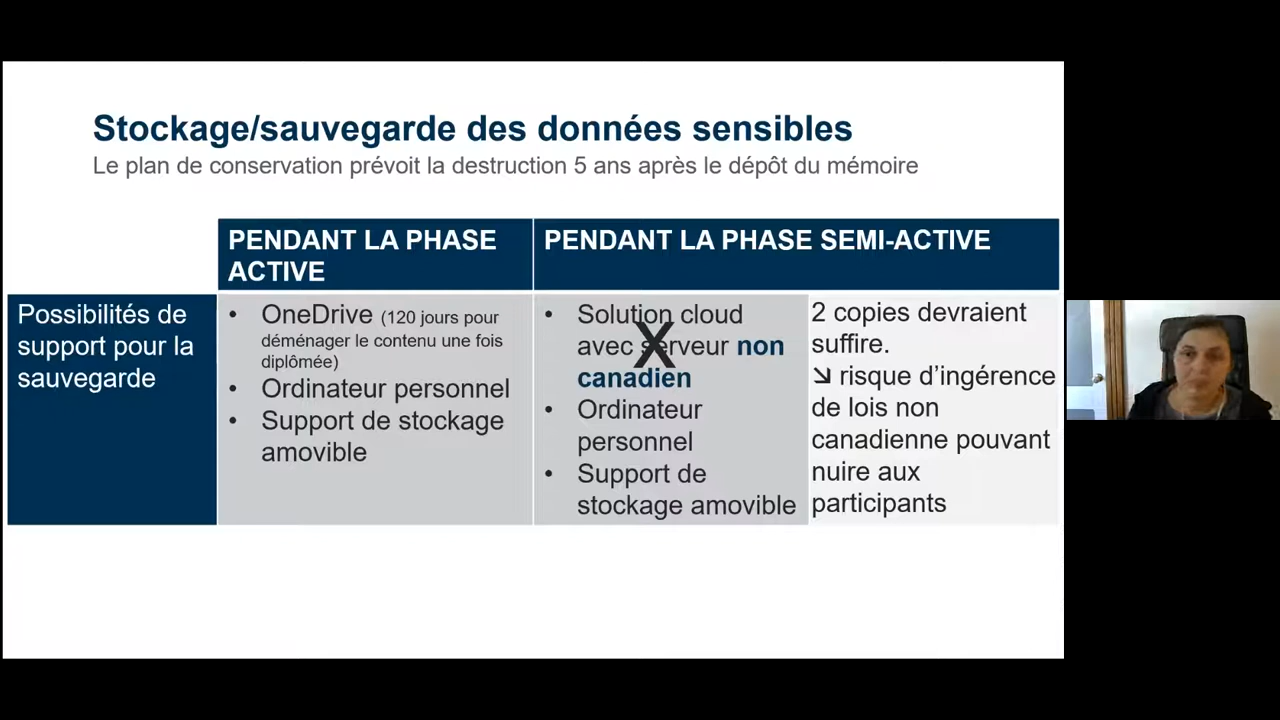 Stockage/sauvegarde des données sensibles
Le plan de conservation prévoit la destruction 5 ans après le dépôt du mémoire
PENDANT LA PHASE
ACTIVE
PENDANT LA PHASE SEMI-ACTIVE
Possibilités de
support pour la
sauvegarde
• OneDrive (120 jours pour
déménager le contenu une fois
diplômée)
• Ordinateur personnel
• Support de stockage
amovible
• Solution cloud
avec serveur non
canadien
X
• Ordinateur
personnel
• Support de
stockage amovible
2 copies devraient
suffire.
↘ risque d’ingérence
de lois non
canadienne pouvant
nuire aux
participants